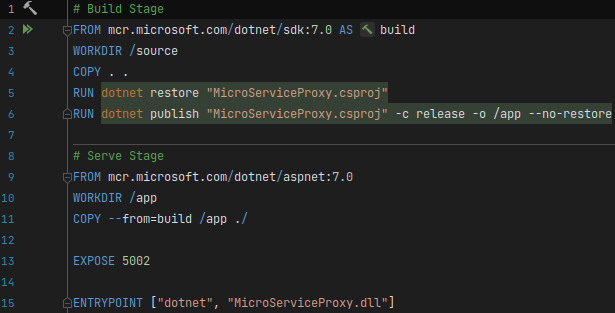 1 # Build Stage
2 FROM mcr.microsoft.com/dotnet/sdk:7.0 AS build
3 WORKDIR /source
4 COPY . .
5 RUN dotnet restore "MicroServiceProxy.csproj"
6 RUN dotnet publish "MicroServiceProxy.csproj" -c release -o /app --no-restore
7
8 # Serve Stage
9 FROM mcr.microsoft.com/dotnet/aspnet:7.0
10 WORKDIR /app
11 COPY --from=build /app ./
12
13 EXPOSE 5002
14
15 ENTRYPOINT ["dotnet", "MicroServiceProxy.dll"]